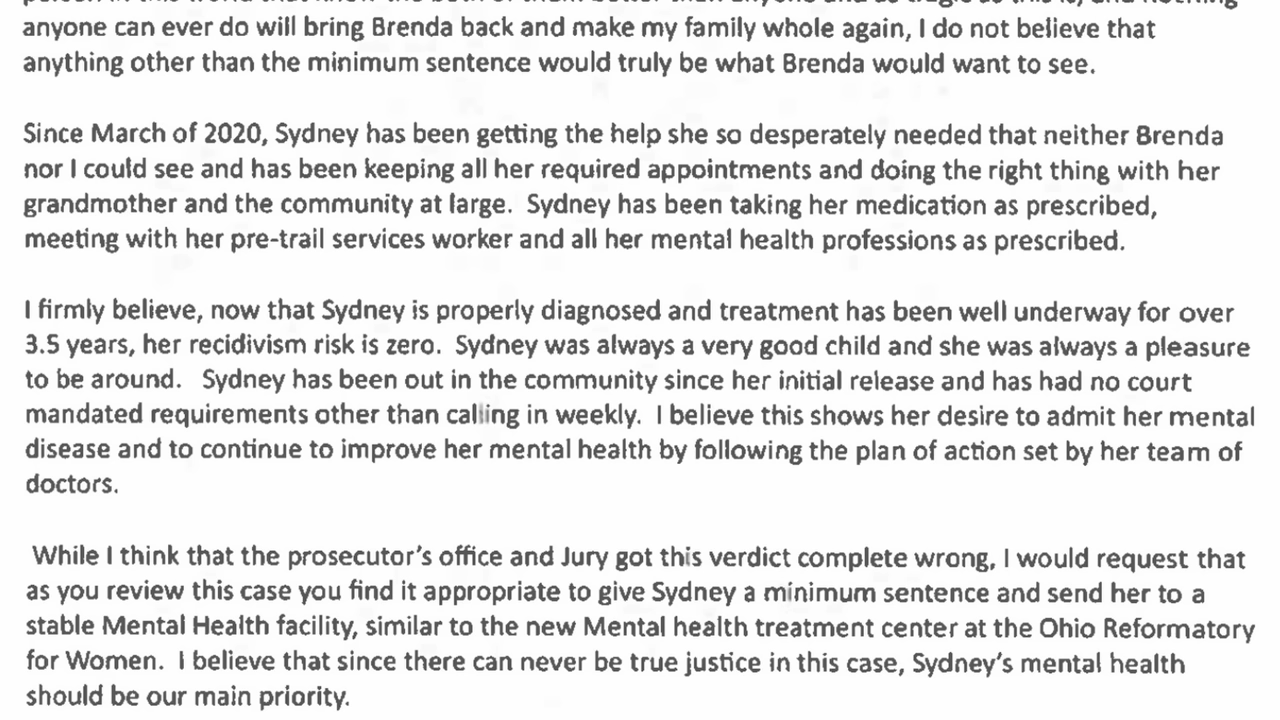 anyone can ever do will bring Brenda back and make my family whole again, I do not believe that
anything other than the minimum sentence would truly be what Brenda would want to see.
Since March of 2020, Sydney has been getting the help she so desperately needed that neither Brenda
nor I could see and has been keeping all her required appointments and doing the right thing with her
grandmother and the community at large.  Sydney has been taking her medication as prescribed,
meeting with her pre-trail services worker and all her mental health professions as prescribed.
I firmly believe, now that Sydney is properly diagnosed and treatment has been well underway for over
3.5 years, her recidivism risk is zero.  Sydney was always a very good child and she was always a pleasure
to be around.   Sydney has been out in the community since her initial release and has had no court
mandated requirements other than calling in weekly.  I believe this shows her desire to admit her mental
disease and to continue to improve her mental health by following the plan of action set by her team of
doctors.
While I think that the prosecutor's office and Jury got this verdict complete wrong, I would request that
as you review this case you find it appropriate to give Sydney a minimum sentence and send her to a
stable Mental Health facility, similar to the new Mental health treatment center at the Ohio Reformatory
for Women.  I believe that since there can never be true justice in this case, Sydney's mental health
should be our main priority.